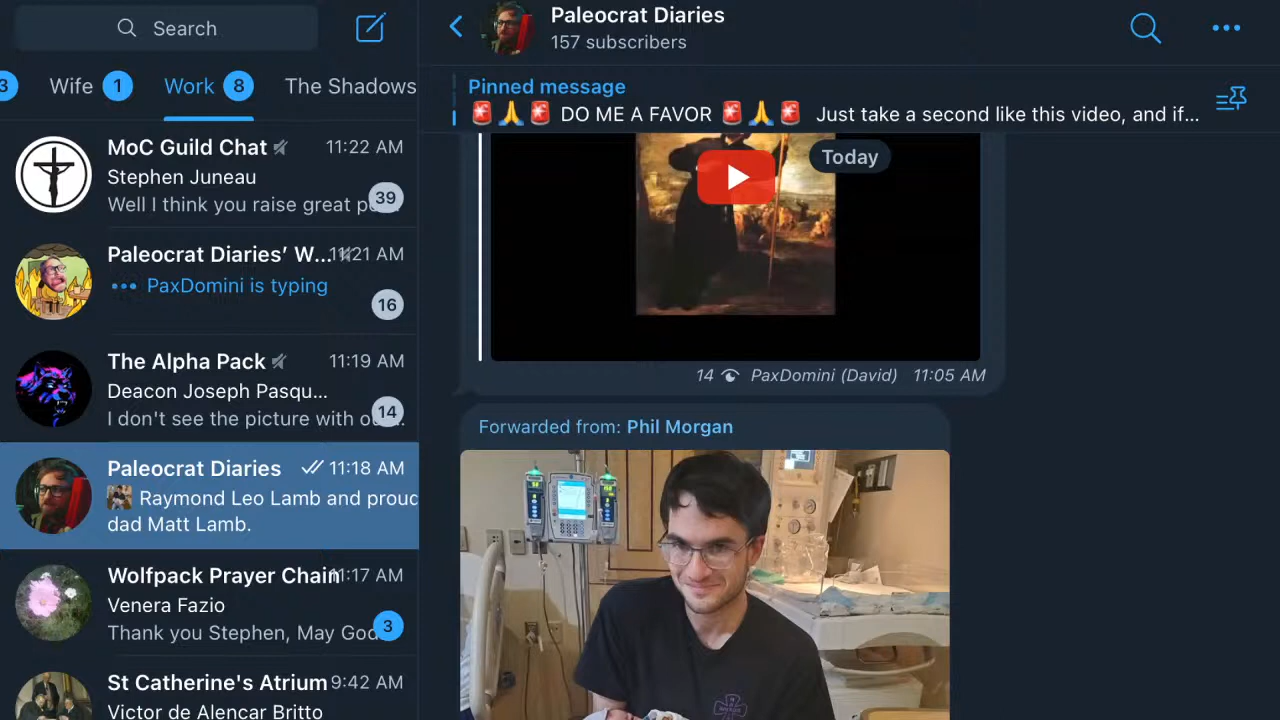 Search
3
Wife 1
Work 8
The Shadows
MoC Guild Chat 11:22 AM
Stephen Juneau
Well I think you raise great
39
Paleocrat Diaries’ W... 11:21 AM
PaxDomini is typing
16
The Alpha Pack 11:19 AM
Deacon Joseph Pasqu...
I don't see the picture with
14
Paleocrat Diaries 11:18 AM
Raymond Leo Lamb and proud
dad Matt Lamb.
Wolfpack Prayer Chain 11:17 AM
Venera Fazio
Thank you Stephen, May God
3
St Catherine's Atrium 9:42 AM
Victor de Alencar Britto
Paleocrat Diaries
157 subscribers
Pinned message
🚨🙏🚨 DO ME A FAVOR 🚨🙏🚨 Just take a second like this video, and if...
Today
14 PaxDomini (David) 11:05 AM
Forwarded from: Phil Morgan